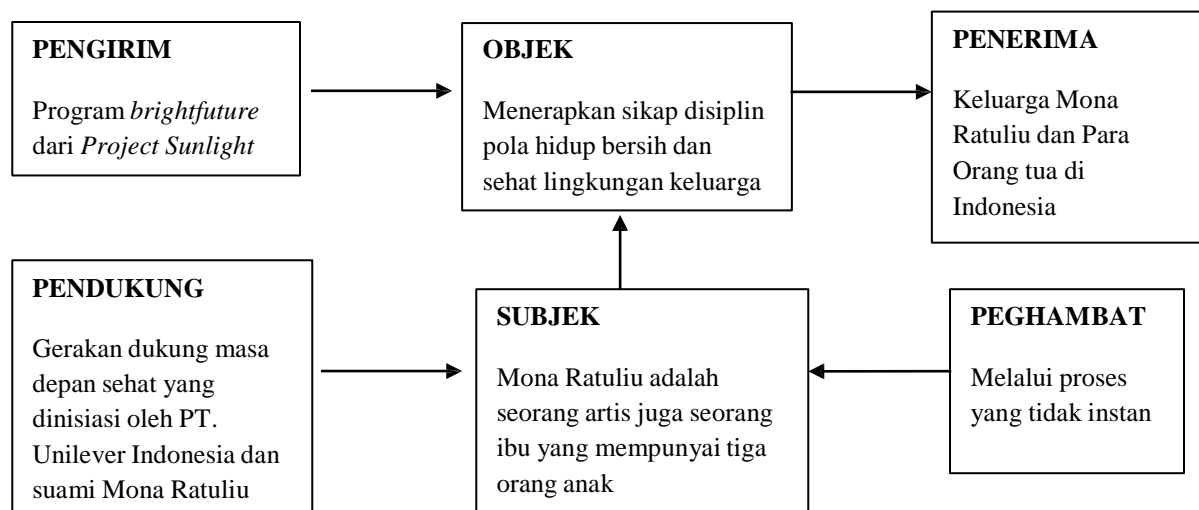 PENGIRIM
Program brightfuture
dari Project Sunlight
OBJEK
Menerapkan sikap disiplin
pola hidup bersih dan
sehat lingkungan keluarga
PENERIMA
Keluarga Mona
Ratuliu dan Para
Orang tua di
Indonesia
PENDUKUNG
Gerakan dukung masa
depan sehat yang
dinisiasi oleh PT.
Unilever Indonesia dan
suami Mona Ratuliu
SUBJEK
Mona Ratuliu adalah
seorang artis juga seorang
ibu yang mempunyai tiga
orang anak
PEGHAMBAT
Melalui proses
yang tidak instan